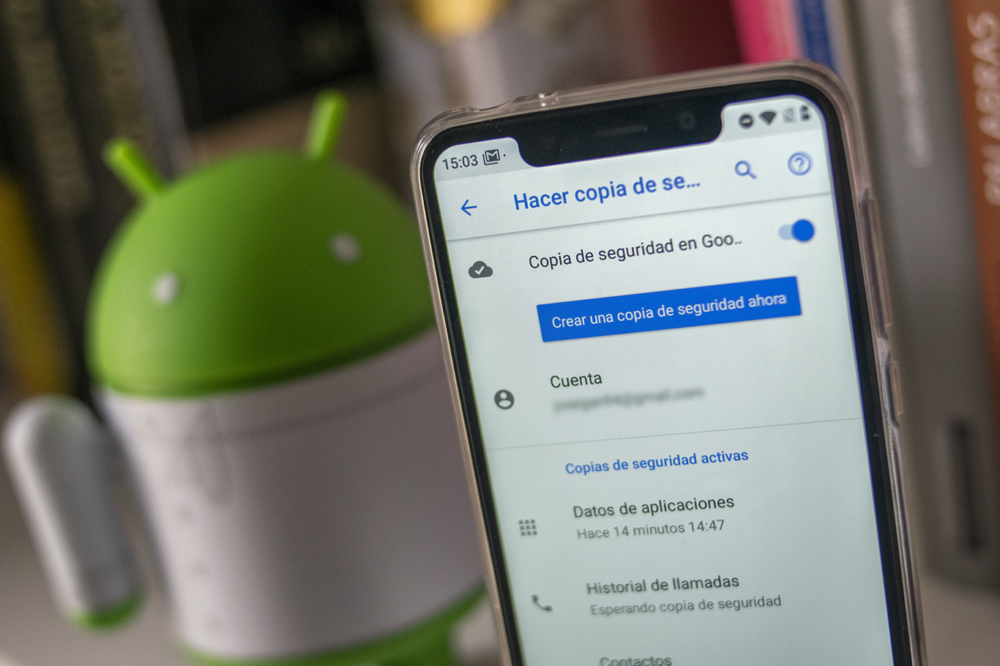 15:03
Hacer copia de se...
Copia de seguridad en Goo..
Crear una copia de seguridad ahora
Cuenta
Copias de seguridad activas
Datos de aplicaciones
Hace 14 minutos 14:47
Historial de llamadas
Esperando copia de seguridad
Contactos